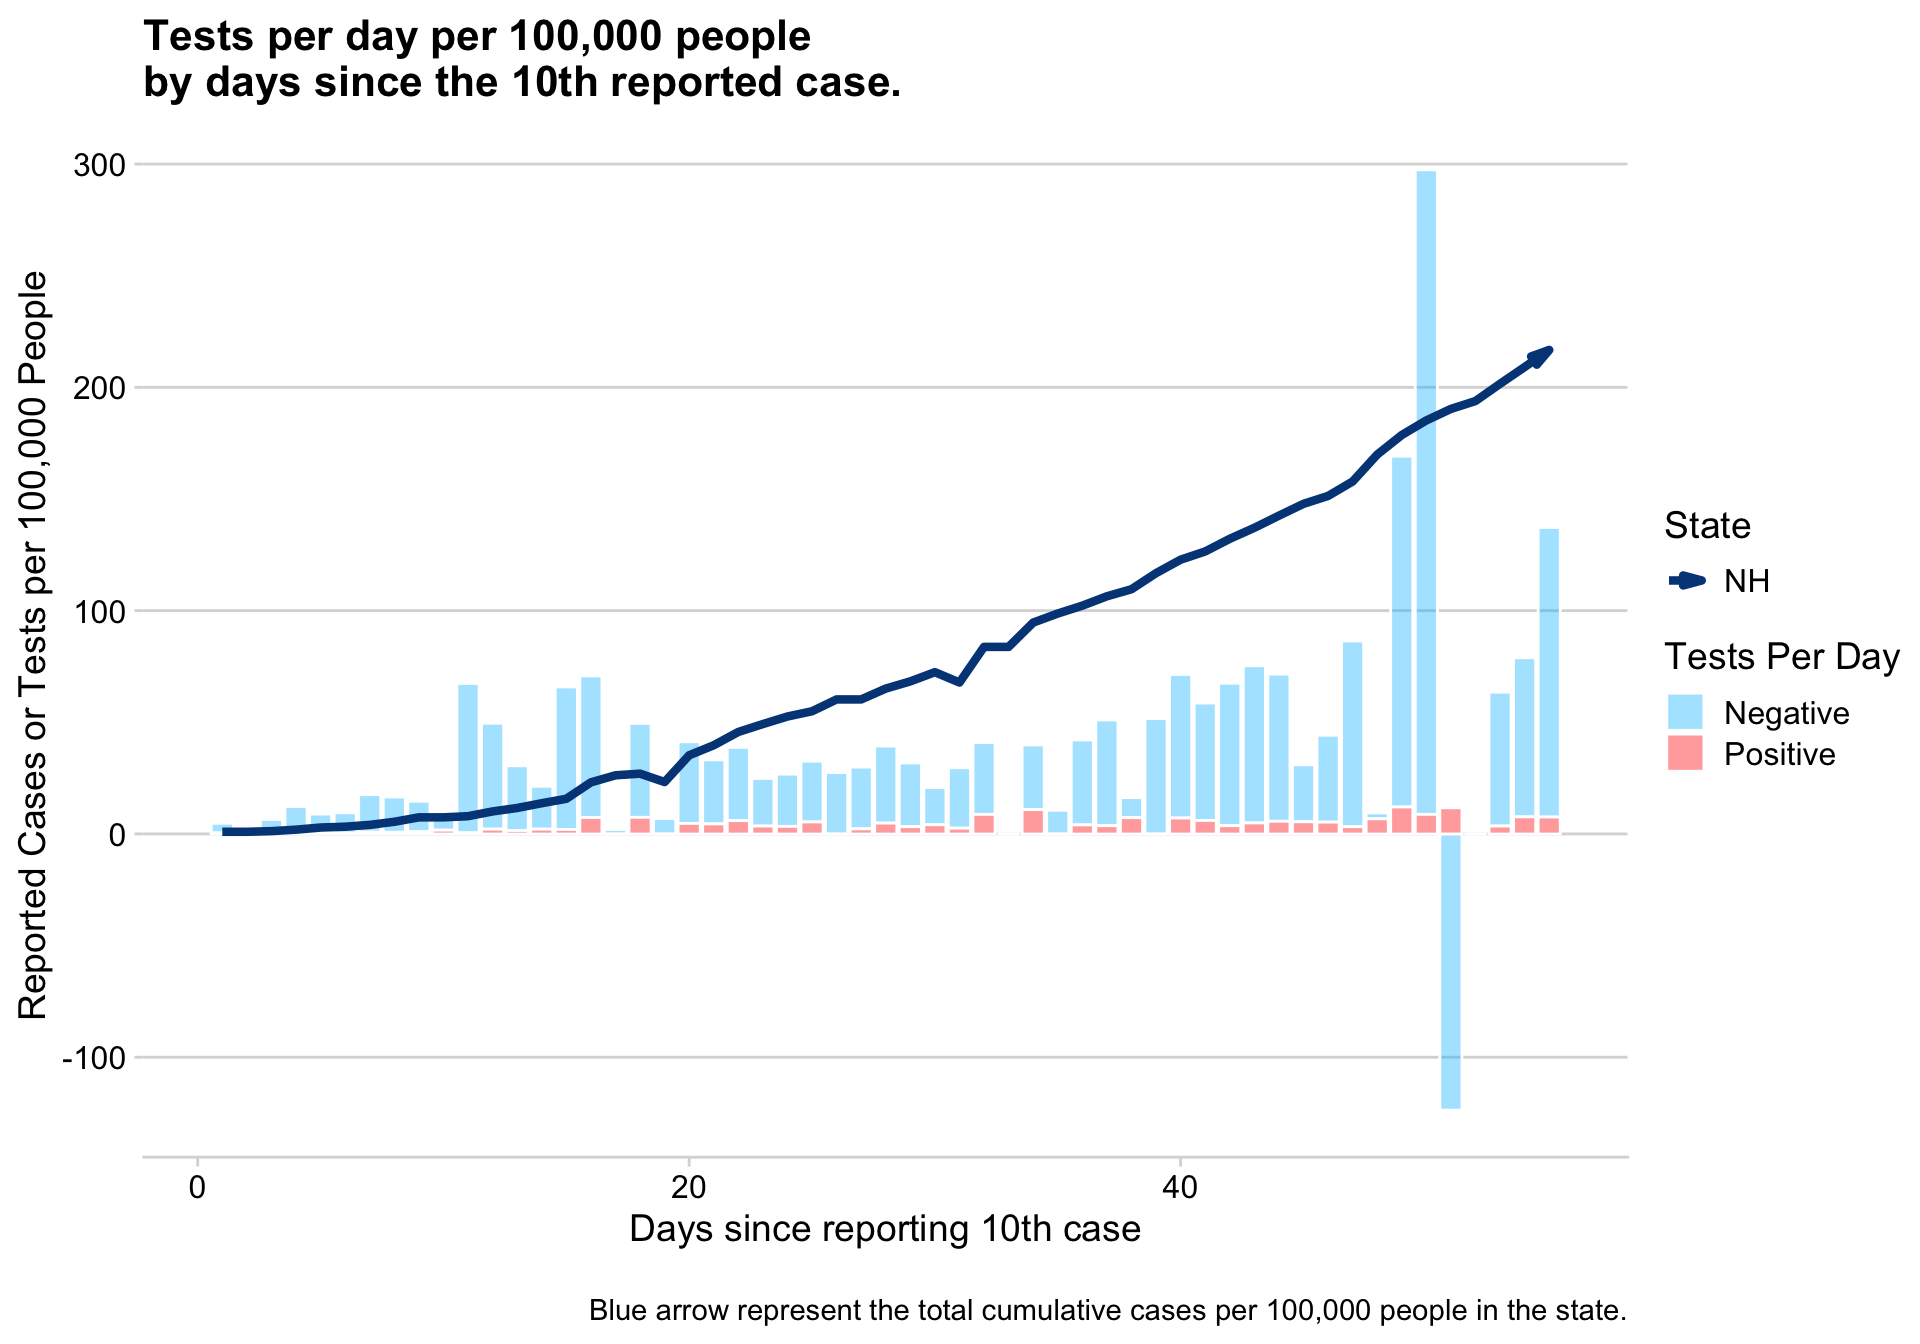 Tests per day per 100,000 people
by days since the 10th reported case.
Reported Cases or Tests per 100,000 People
300
200
100
0
-100
0
20
40
Days since reporting 10th case
State
NH
Tests Per Day
Negative
Positive
Blue arrow represent the total cumulative cases per 100,000 people in the state.